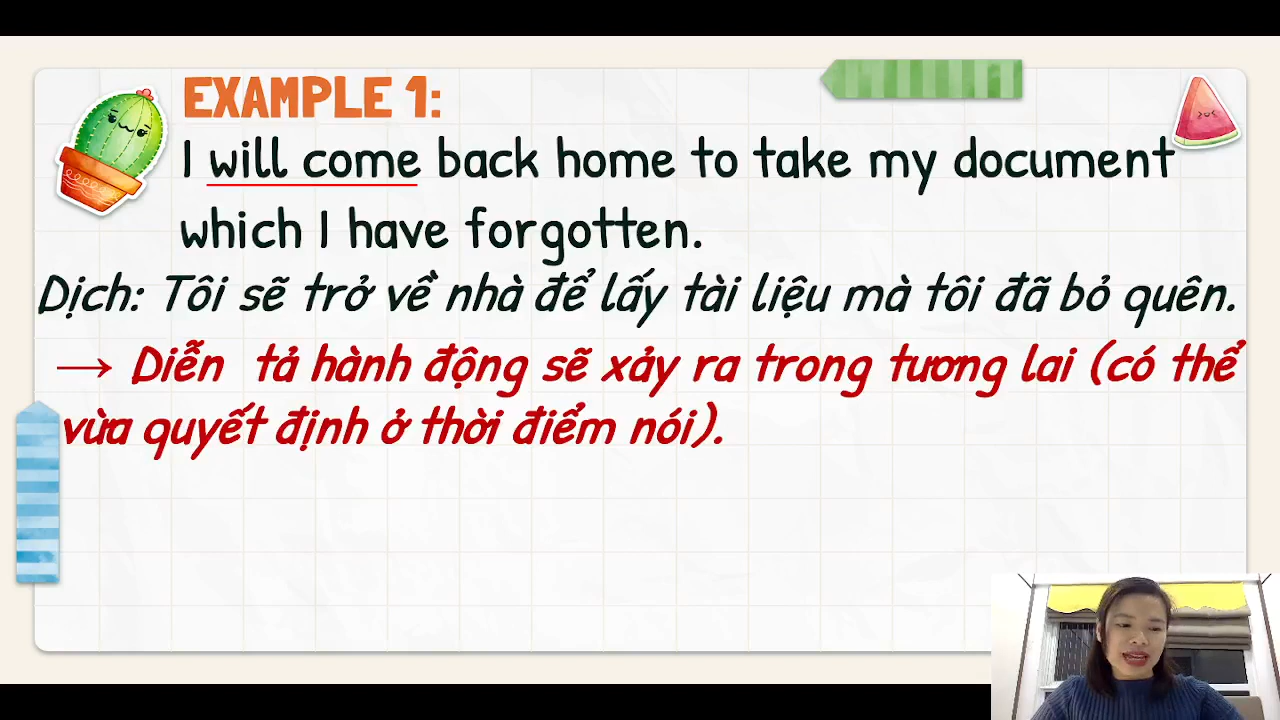 EXAMPLE 1:
I will come back home to take my document
which I have forgotten.
Dịch: Tôi sẽ trở về nhà để lấy tài liệu mà tôi đã bỏ quên.
→ Diễn tả hành động sẽ xảy ra trong tương lai (có thể
vừa quyết định ở thời điểm nói).